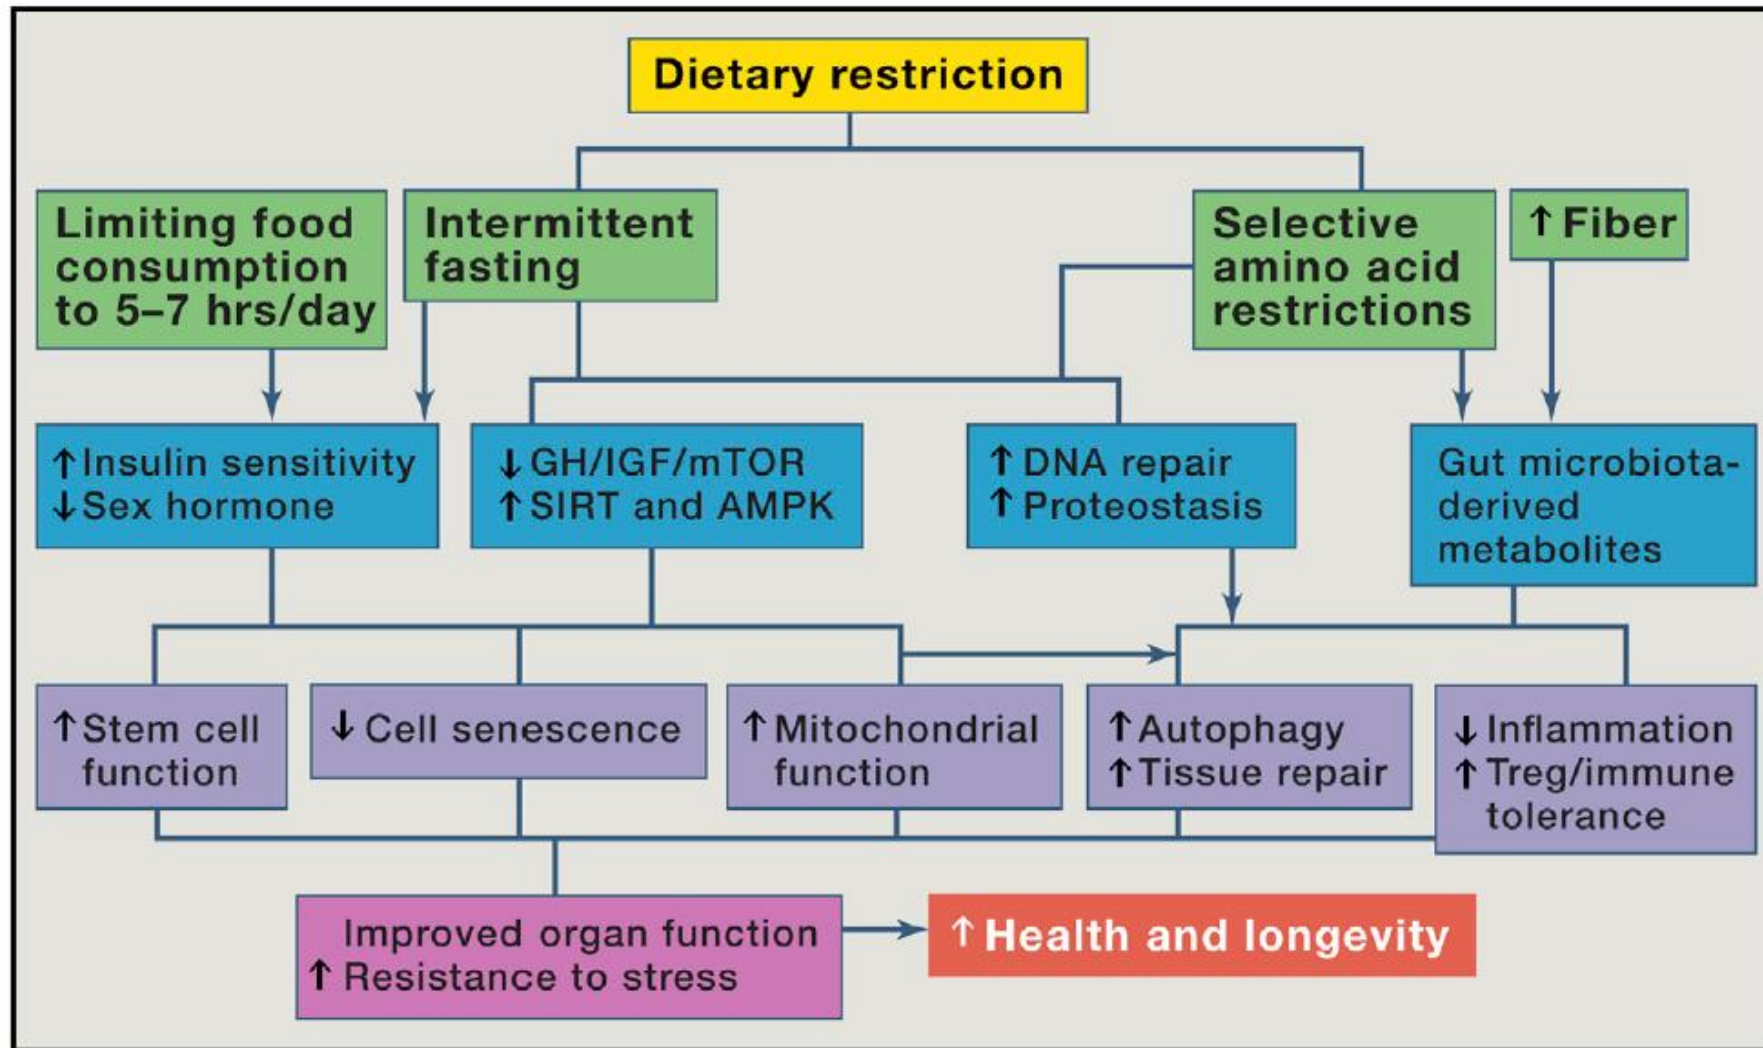 Dietary restriction
Limiting food
consumption
to 5–7 hrs/day
Intermittent
fasting
Selective
amino acid
restrictions
↑ Fiber
↑ Insulin sensitivity
↓ Sex hormone
↓ GH/IGF/mTOR
↑ SIRT and AMPK
↑ DNA repair
↑ Proteostasis
Gut microbiota-
derived
metabolites
↑ Stem cell
function
↓ Cell senescence
↑ Mitochondrial
function
↑ Autophagy
↑ Tissue repair
↓ Inflammation
↑ Treg/immune
tolerance
Improved organ function
↑ Resistance to stress
↑ Health and longevity